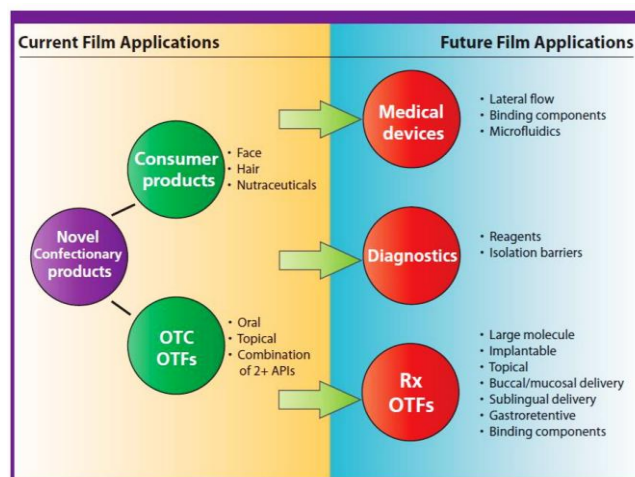 Current Film Applications
Future Film Applications
Consumer
products
• Face
• Hair
• Nutraceuticals
Novel
Confectionary
products
OTC
OTFs
• Oral
• Topical
• Combination
of 2+ APIs
Medical
devices
• Lateral flow
• Binding components
• Microfluidics
Diagnostics
• Reagents
• Isolation barriers
Rx
OTFs
• Large molecule
• Implantable
• Topical
• Buccal/mucosal delivery
• Sublingual delivery
• Gastroretentive
• Binding components